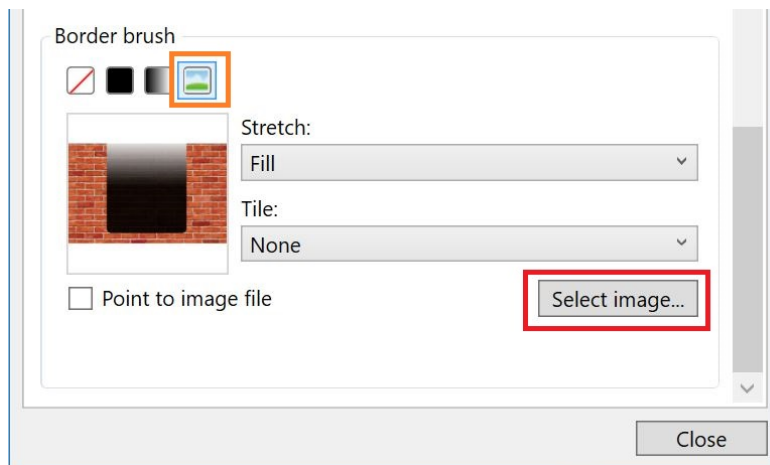 Border brush
Stretch:
Fill
Tile:
None
Point to image file
Select image...
Close